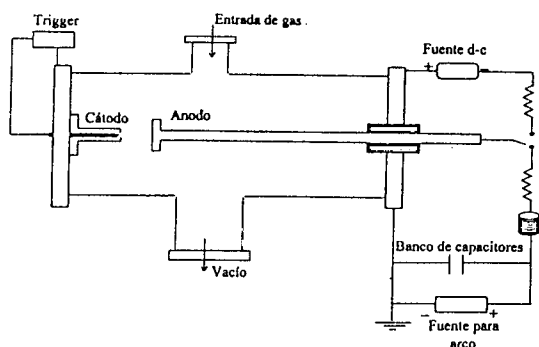 Trigger
Entrada de gas.
Fuente d-c
+ -
Cátodo
Anodo
Banco de capacitores
Vacío
- +
Fuente para
arco